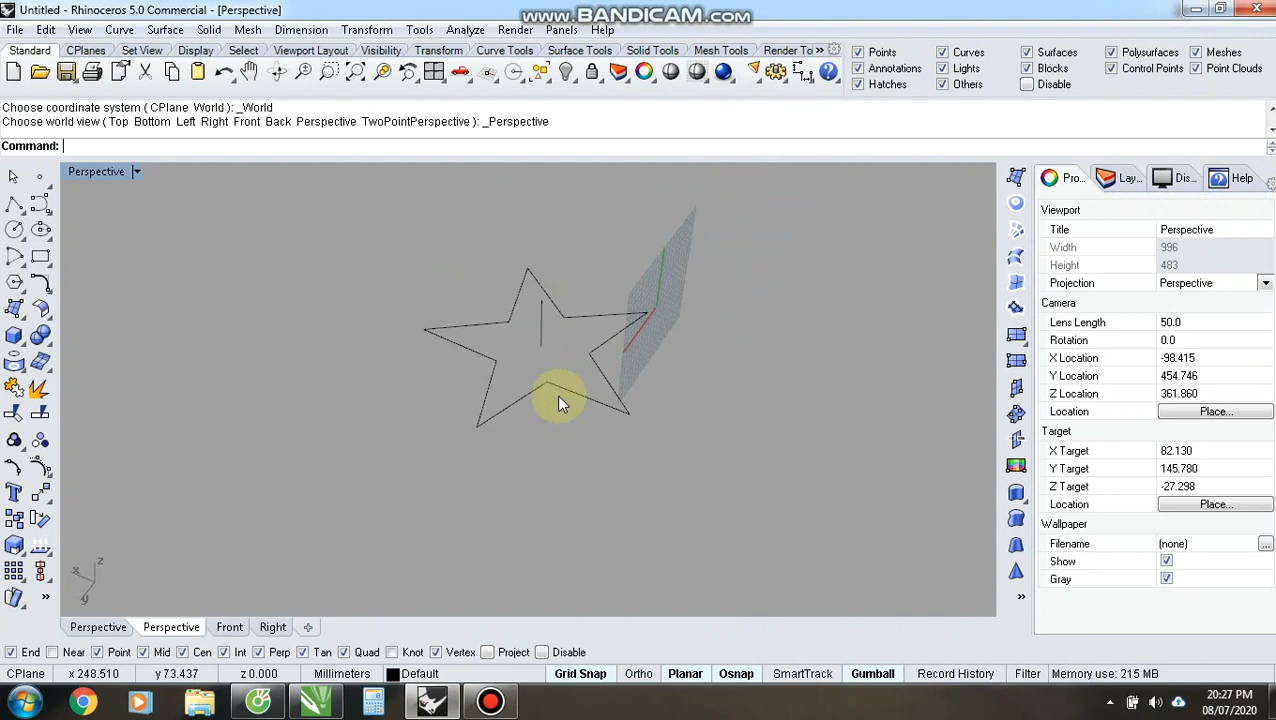 Untitled - Rhinoceros 5.0 Commercial - [Perspective]
www.BANDICAM.com
File Edit View Curve Surface Solid Mesh Dimension Transform Tools Analyze Render Panels Help
Standard CPlanes Set View Display Select Viewport Layout Visibility Transform Curve Tools Surface Tools Solid Tools Mesh Tools Render To »
Points Curves Surfaces Polysurfaces Meshes
Annotations Lights Blocks Control Points Point Clouds
Hatches Others Disable
Choose coordinate system ( CPlane World ): _World
Choose world view ( Top Bottom Left Right Front Back Perspective TwoPointPerspective ): _Perspective
Command:
Perspective
Pro... Lay... Dis... Help
Viewport
Title Perspective
Width 996
Height 483
Projection Perspective
Camera
Lens Length 50.0
Rotation 0.0
X Location -98.415
Y Location 454.746
Z Location 361.860
Location Place...
Target
X Target 82.130
Y Target 145.780
Z Target -27.298
Location Place...
Wallpaper
Filename (none) ...
Show
Gray
z
x
y
Perspective Perspective Front Right
End Near Point Mid Cen Int Perp Tan Quad Knot Vertex Project Disable
CPlane x 248.510 y 73.437 z 0.000 Millimeters Default Grid Snap Ortho Planar Osnap SmartTrack Gumball Record History Filter Memory use: 215 MB
20:27 PM
08/07/2020